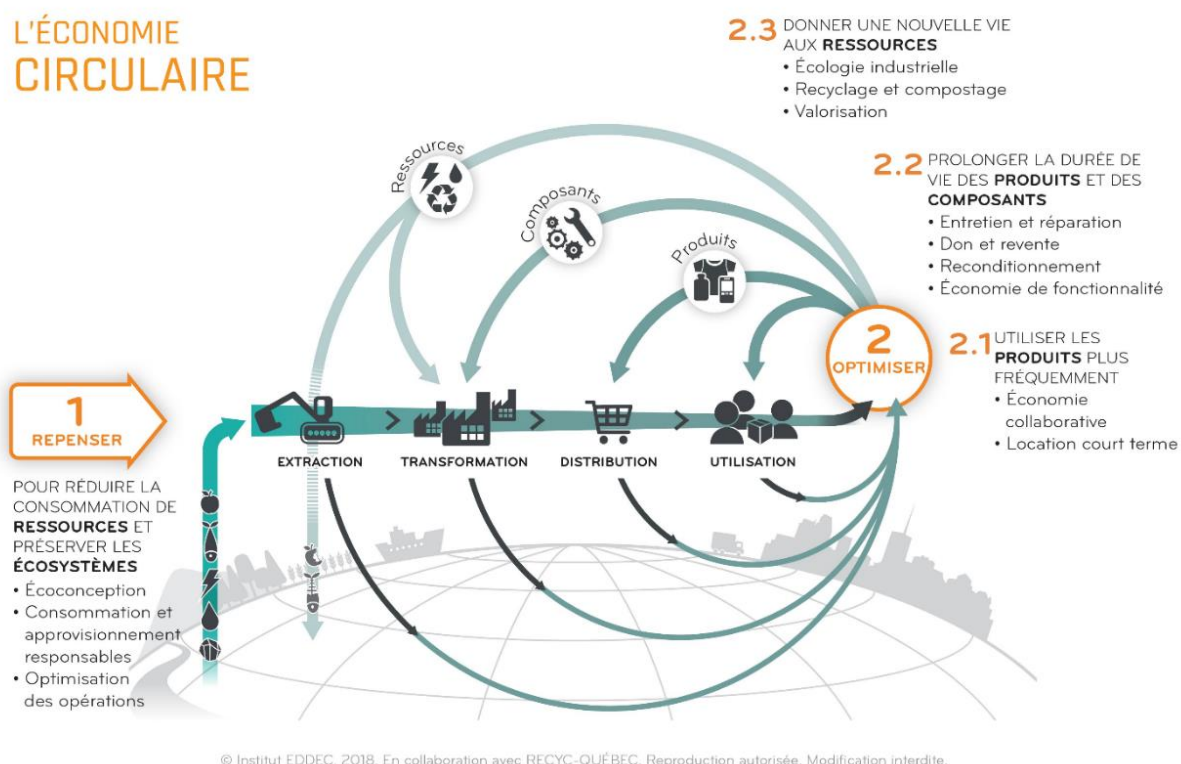 L'ÉCONOMIE
CIRCULAIRE
2.3 DONNER UNE NOUVELLE VIE
AUX RESSOURCES
• Écologie industrielle
• Recyclage et compostage
• Valorisation
Ressources
Composants
Produits
2.2 PROLONGER LA DURÉE DE
VIE DES PRODUITS ET DES
COMPOSANTS
• Entretien et réparation
• Don et revente
• Reconditionnement
• Économie de fonctionnalité
2
OPTIMISER
2.1 UTILISER LES
PRODUITS PLUS
FRÉQUEMMENT
• Économie
collaborative
• Location court terme
1
REPENSER
EXTRACTION
TRANSFORMATION
DISTRIBUTION
UTILISATION
POUR RÉDUIRE LA
CONSOMMATION DE
RESSOURCES ET
PRÉSERVER LES
ÉCOSYSTÈMES
• Écoconception
• Consommation et
approvisionnement
responsables
• Optimisation
des opérations
© Institut EDDEC, 2018. En collaboration avec RECYC-QUÉBEC. Reproduction autorisée. Modification interdite.